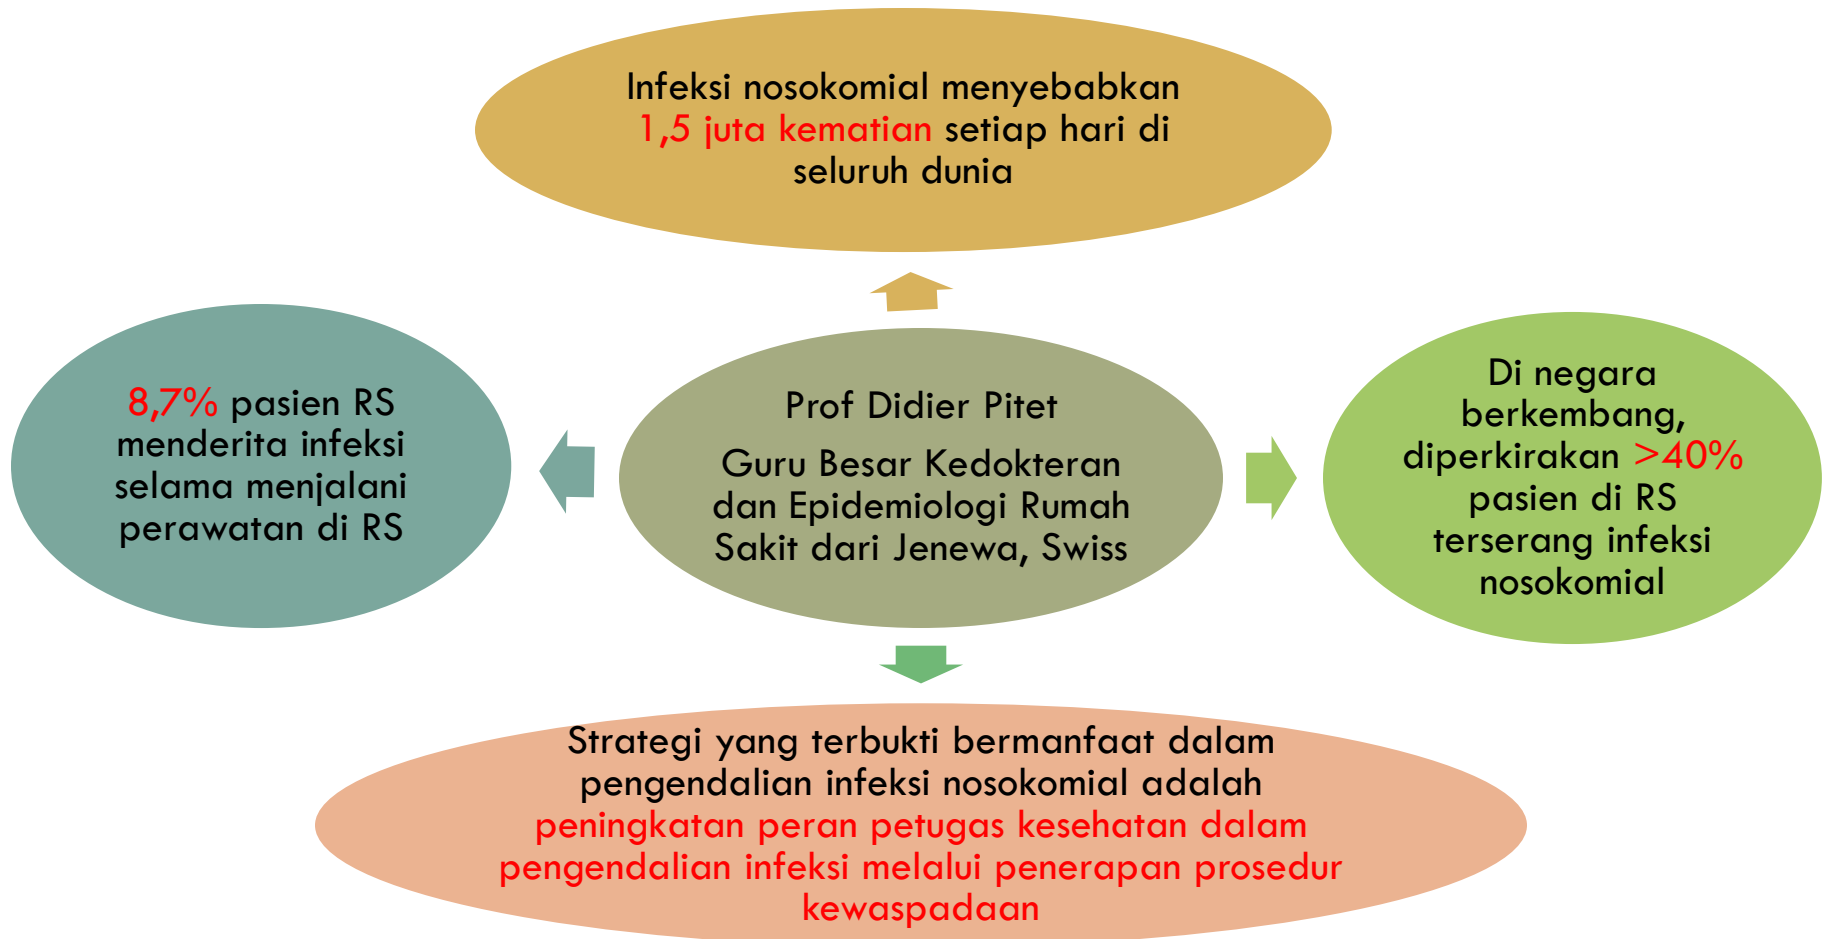 Infeksi nosokomial menyebabkan
1,5 juta kematian setiap hari di
seluruh dunia
8,7% pasien RS
menderita infeksi
selama menjalani
perawatan di RS
Prof Didier Pitet
Guru Besar Kedokteran
dan Epidemiologi Rumah
Sakit dari Jenewa, Swiss
Di negara
berkembang,
diperkirakan >40%
pasien di RS
terserang infeksi
nosokomial
Strategi yang terbukti bermanfaat dalam
pengendalian infeksi nosokomial adalah
peningkatan peran petugas kesehatan dalam
pengendalian infeksi melalui penerapan prosedur
kewaspadaan